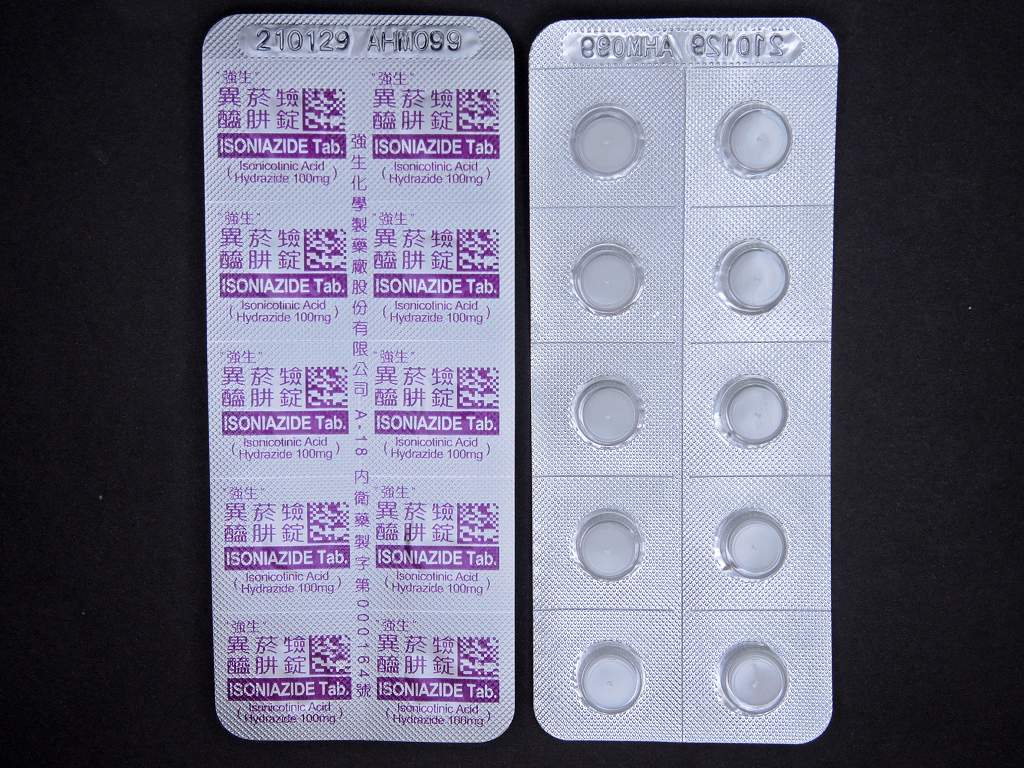 210129 AHM099
"強生"
異菸鹼
醯肼錠
ISONIAZIDE Tab.
(Isonicotinic Acid
Hydrazide 100mg)
"強生"
異菸鹼
醯肼錠
ISONIAZIDE Tab.
(Isonicotinic Acid
Hydrazide 100mg)
"強生"
異菸鹼
醯肼錠
ISONIAZIDE Tab.
(Isonicotinic Acid
Hydrazide 100mg)
"強生"
異菸鹼
醯肼錠
ISONIAZIDE Tab.
(Isonicotinic Acid
Hydrazide 100mg)
"強生"
異菸鹼
醯肼錠
ISONIAZIDE Tab.
(Isonicotinic Acid
Hydrazide 100mg)
"強生"
異菸鹼
醯肼錠
ISONIAZIDE Tab.
(Isonicotinic Acid
Hydrazide 100mg)
"強生"
異菸鹼
醯肼錠
ISONIAZIDE Tab.
(Isonicotinic Acid
Hydrazide 100mg)
"強生"
異菸鹼
醯肼錠
ISONIAZIDE Tab.
(Isonicotinic Acid
Hydrazide 100mg)
"強生"
異菸鹼
醯肼錠
ISONIAZIDE Tab.
(Isonicotinic Acid
Hydrazide 100mg)
"強生"
異菸鹼
醯肼錠
ISONIAZIDE Tab.
(Isonicotinic Acid
Hydrazide 100mg)
強生化學製藥廠股份有限公司 A-18 內衛藥製字第000164號
210129 AHM099